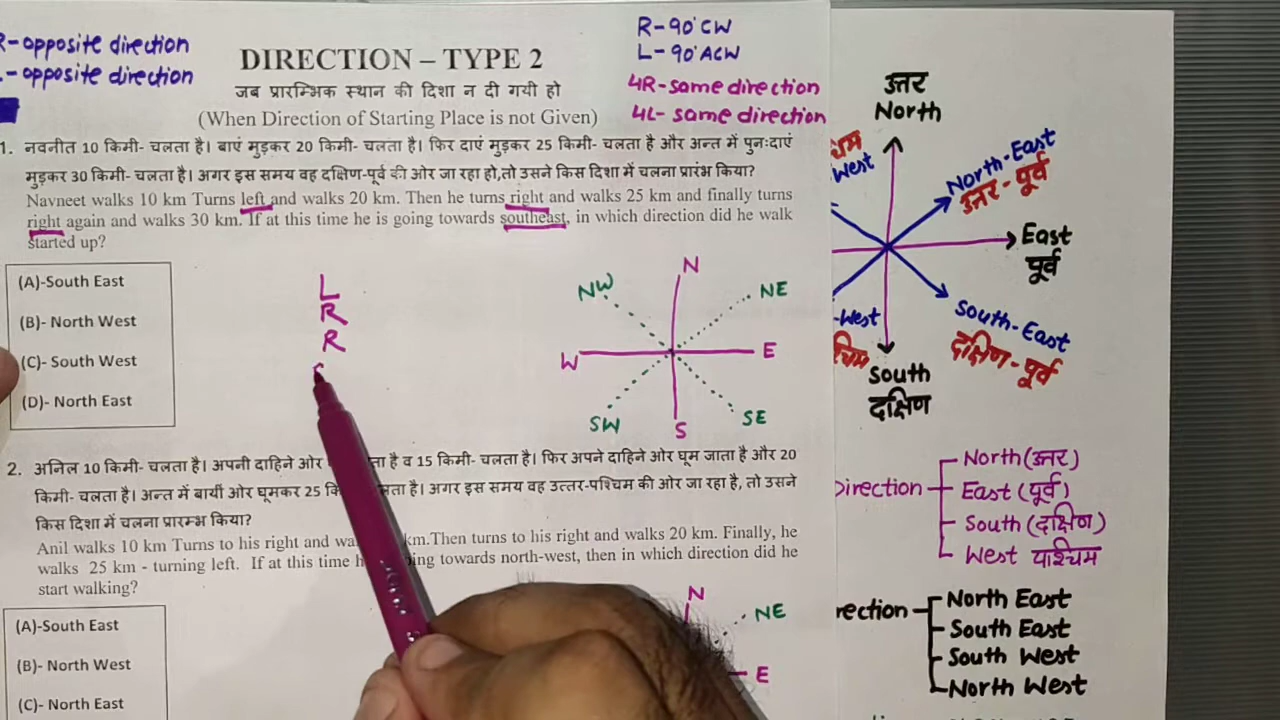 R-opposite direction
-opposite direction
DIRECTION – TYPE 2
जब प्रारम्भिक स्थान की दिशा न दी गयी हो
(When Direction of Starting Place is not Given)
R-90°CW
L-90°ACW
4R-same direction
4L-same direction
1. नवनीत 10 किमी- चलता है। बाएं मुड़कर 20 किमी- चलता है। फिर दाएं मुड़कर 25 किमी- चलता है और अन्त में पुनःदाएं
मुड़कर 30 किमी- चलता है। अगर इस समय वह दक्षिण-पूर्व की ओर जा रहा हो,तो उसने किस दिशा में चलना प्रारंभ किया?
Navneet walks 10 km Turns left and walks 20 km. Then he turns right and walks 25 km and finally turns
right again and walks 30 km. If at this time he is going towards southeast, in which direction did he walk
started up?
(A)-South East
(B)- North West
(C)- South West
(D)- North East
L
R
R
N
NW
NE
W
E
SW
SE
S
2. अनिल 10 किमी- चलता है। अपनी दाहिने ओर है व 15 किमी- चलता है। फिर अपने दाहिने ओर घूम जाता है और 20
किमी- चलता है। अन्त में बायीं ओर घूमकर 25 है। अगर इस समय वह उत्तर-पश्चिम की ओर जा रहा है, तो उसने
किस दिशा में चलना प्रारम्भ किया?
Anil walks 10 km Turns to his right and km.Then turns to his right and walks 20 km. Finally, he
walks 25 km - turning left. If at this time towards north-west, then in which direction did he
start walking?
(A)-South East
(B)- North West
(C)- North East
N
NE
E
उत्तर
North
West
North-East
उत्तर-पूर्व
East
पूर्व
-West
South-East
दक्षिण-पूर्व
South
दक्षिण
Direction
North(उत्तर)
East (पूर्व)
South (दक्षिण)
West पश्चिम
rection
North East
South East
South West
North West